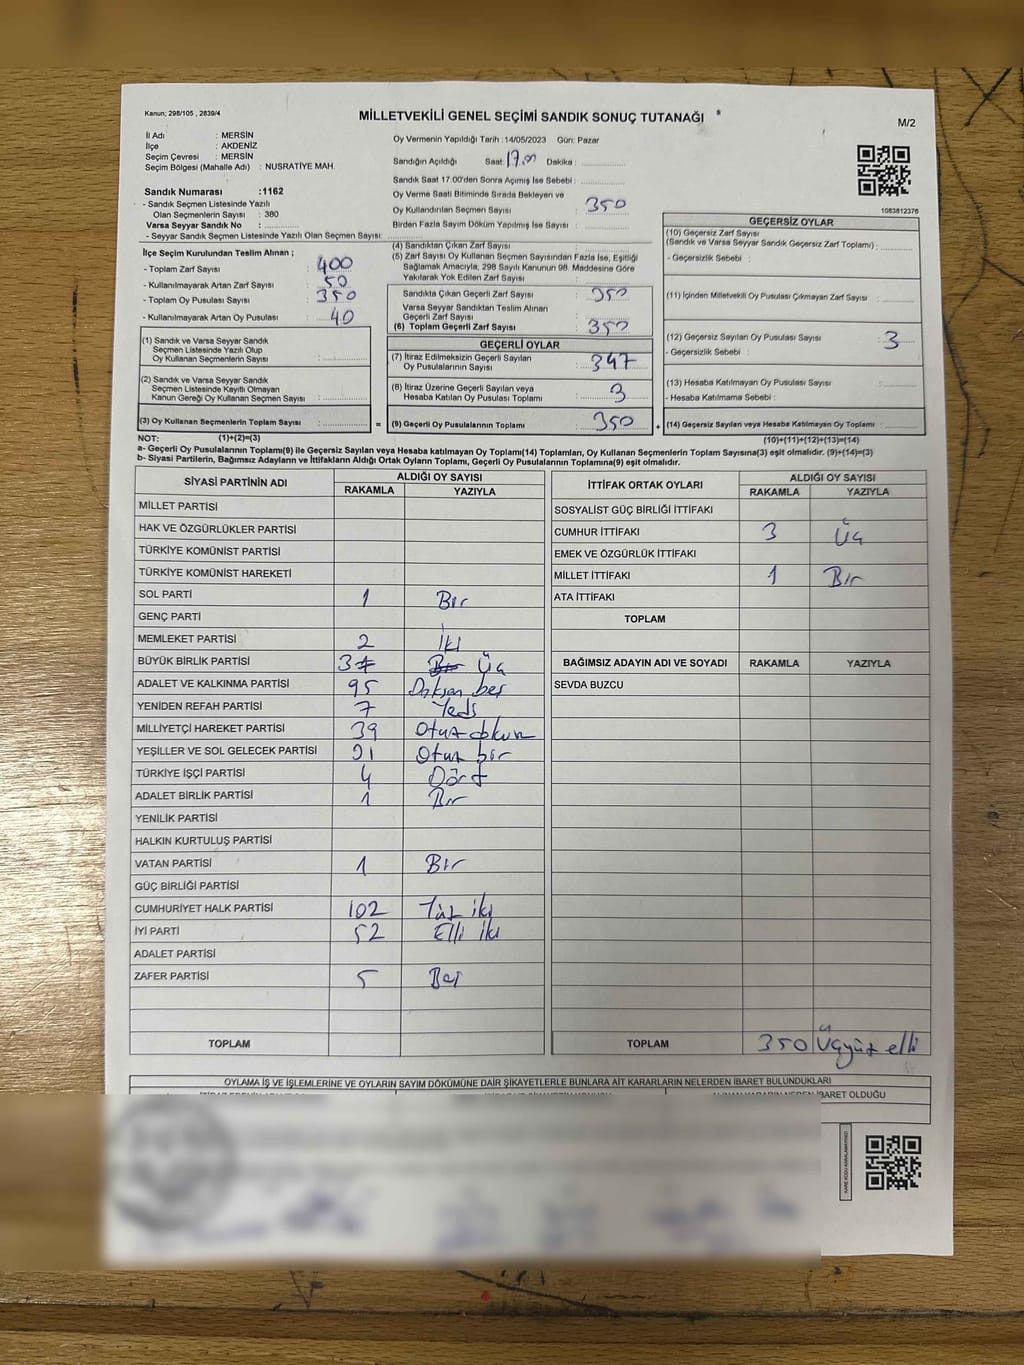 Kanun; 298/105 , 2839/4
MİLLETVEKİLİ GENEL SEÇİMİ SANDIK SONUÇ TUTANAĞI *
M/2
İl Adı : MERSİN
İlçe : AKDENİZ
Seçim Çevresi : MERSİN
Seçim Bölgesi (Mahalle Adı) : NUSRATİYE MAH.
Sandık Numarası :1162
- Sandık Seçmen Listesinde Yazılı
Olan Seçmenlerin Sayısı : 380
Varsa Seyyar Sandık No :
- Seyyar Sandık Seçmen Listesinde Yazılı Olan Seçmen Sayısı:
Oy Vermenin Yapıldığı Tarih :14/05/2023 Gün: Pazar
Sandığın Açıldığı Saat: 17.00 Dakika :
Sandık Saat 17.00'den Sonra Açımış İse Sebebi :
Oy Verme Saati Bitiminde Sırada Bekleyen ve
Oy Kullandırılan Seçmen Sayısı : 350
Birden Fazla Sayım Döküm Yapılmış İse Sayısı :
1083812376
İlçe Seçim Kurulundan Teslim Alınan ;
- Toplam Zarf Sayısı : 400
- Kullanılmayarak Artan Zarf Sayısı : 50
- Toplam Oy Pusulası Sayısı : 350
- Kullanılmayarak Artan Oy Pusulası : 40
(1) Sandık ve Varsa Seyyar Sandık
Seçmen Listesinde Yazılı Olup
Oy Kullanan Seçmenlerin Sayısı :
(2) Sandık ve Varsa Seyyar Sandık
Seçmen Listesinde Kayıtlı Olmayan
Kanun Gereği Oy Kullanan Seçmen Sayısı :
(3) Oy Kullanan Seçmenlerin Toplam Sayısı : =
(4) Sandıktan Çıkan Zarf Sayısı :
(5) Zarf Sayısı Oy Kullanan Seçmen Sayısından Fazla İse, Eşitliği
Sağlamak Amacıyla, 298 Sayılı Kanunun 98. Maddesine Göre
Yakılarak Yok Edilen Zarf Sayısı :
Sandıkta Çıkan Geçerli Zarf Sayısı : 350
Varsa Seyyar Sandıktan Teslim Alınan
Geçerli Zarf Sayısı :
(6) Toplam Geçerli Zarf Sayısı : 350
GEÇERLİ OYLAR
(7) İtiraz Edilmeksizin Geçerli Sayılan
Oy Pusulalarının Sayısı : 347
(8) İtiraz Üzerine Geçerli Sayılan veya
Hesaba Katılan Oy Pusulası Toplamı : 3
(9) Geçerli Oy Pusulalarının Toplamı : 350 +
GEÇERSİZ OYLAR
(10) Geçersiz Zarf Sayısı
(Sandık ve Varsa Seyyar Sandık Geçersiz Zarf Toplamı) :
- Geçersizlik Sebebi :
(11) İçinden Milletvekili Oy Pusulası Çıkmayan Zarf Sayısı :
(12) Geçersiz Sayılan Oy Pusulası Sayısı : 3
- Geçersizlik Sebebi :
(13) Hesaba Katılmayan Oy Pusulası Sayısı :
- Hesaba Katılmama Sebebi :
(14) Geçersiz Sayılan veya Hesaba Katılmayan Oy Toplamı :
NOT: (1)+(2)=(3) (10)+(11)+(12)+(13)=(14)
a- Geçerli Oy Pusulalarının Toplamı(9) ile Geçersiz Sayılan veya Hesaba katılmayan Oy Toplamı(14) Toplamları, Oy Kullanan Seçmenlerin Toplam Sayısına(3) eşit olmalıdır. (9)+(14)=(3)
b- Siyasi Partilerin, Bağımsız Adayların ve İttifakların Aldığı Ortak Oyların Toplamı, Geçerli Oy Pusulalarının Toplamına(9) eşit olmalıdır.
SİYASİ PARTİNİN ADI ALDIĞI OY SAYISI
RAKAMLA YAZIYLA
MİLLET PARTİSİ
HAK VE ÖZGÜRLÜKLER PARTİSİ
TÜRKİYE KOMÜNİST PARTİSİ
TÜRKİYE KOMÜNİST HAREKETİ
SOL PARTİ 1 Bir
GENÇ PARTİ
MEMLEKET PARTİSİ 2 İki
BÜYÜK BİRLİK PARTİSİ 3 Üç
ADALET VE KALKINMA PARTİSİ 95 Doksan beş
YENİDEN REFAH PARTİSİ 7 Yedi
MİLLİYETÇİ HAREKET PARTİSİ 39 Otuz dokuz
YEŞİLLER VE SOL GELECEK PARTİSİ 31 Otuz bir
TÜRKİYE İŞÇİ PARTİSİ 4 Dört
ADALET BİRLİK PARTİSİ 1 Bir
YENİLİK PARTİSİ
HALKIN KURTULUŞ PARTİSİ
VATAN PARTİSİ 1 Bir
GÜÇ BİRLİĞİ PARTİSİ
CUMHURİYET HALK PARTİSİ 102 Yüz iki
İYİ PARTİ 52 Elli iki
ADALET PARTİSİ
ZAFER PARTİSİ 5 Beş
TOPLAM
İTTİFAK ORTAK OYLARI ALDIĞI OY SAYISI
RAKAMLA YAZIYLA
SOSYALİST GÜÇ BİRLİĞİ İTTİFAKI
CUMHUR İTTİFAKI 3 Üç
EMEK VE ÖZGÜRLÜK İTTİFAKI
MİLLET İTTİFAKI 1 Bir
ATA İTTİFAKI
TOPLAM
BAĞIMSIZ ADAYIN ADI VE SOYADI RAKAMLA YAZIYLA
SEVDA BUZCU
TOPLAM 350 Üçyüz elli
OYLAMA İŞ VE İŞLEMLERİNE VE OYLARIN SAYIM DÖKÜMÜNE DAİR ŞİKAYETLERLE BUNLARA AİT KARARLARIN NELERDEN İBARET BULUNDUKLARI